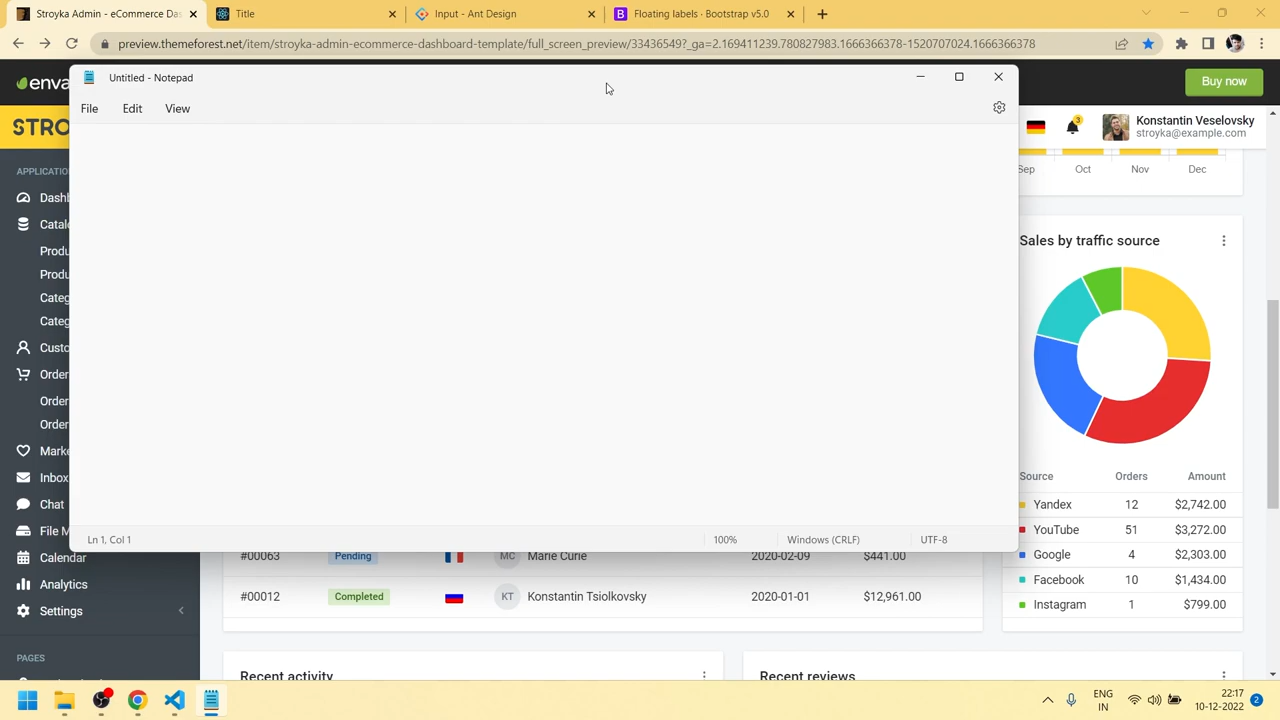 Stroyka Admin - eCommerce Das
Title
Input - Ant Design
Floating labels · Bootstrap v5.0
preview.themeforest.net/item/stroyka-admin-ecommerce-dashboard-template/full_screen_preview/33436549?_ga=2.169411239.780827983.1666366378-1520707024.1666366378
enva
Buy now
Untitled - Notepad
File Edit View
STRO
3
Konstantin Veselovsky
stroyka@example.com
APPLICATIO
Dashb
Catalo
Produ
Produ
Categ
Categ
Custo
Order
Order
Order
Marke
Inbox
Chat
File M
Calendar
Analytics
Settings
PAGES
Sep Oct Nov Dec
Sales by traffic source
Source Orders Amount
Yandex 12 $2,742.00
YouTube 51 $3,272.00
Google 4 $2,303.00
Facebook 10 $1,434.00
Instagram 1 $799.00
Ln 1, Col 1 100% Windows (CRLF) UTF-8
#00063 Pending MC Marie Curie 2020-02-09 $441.00
#00012 Completed KT Konstantin Tsiolkovsky 2020-01-01 $12,961.00
Recent activity
Recent reviews
ENG
IN
22:17
10-12-2022
2